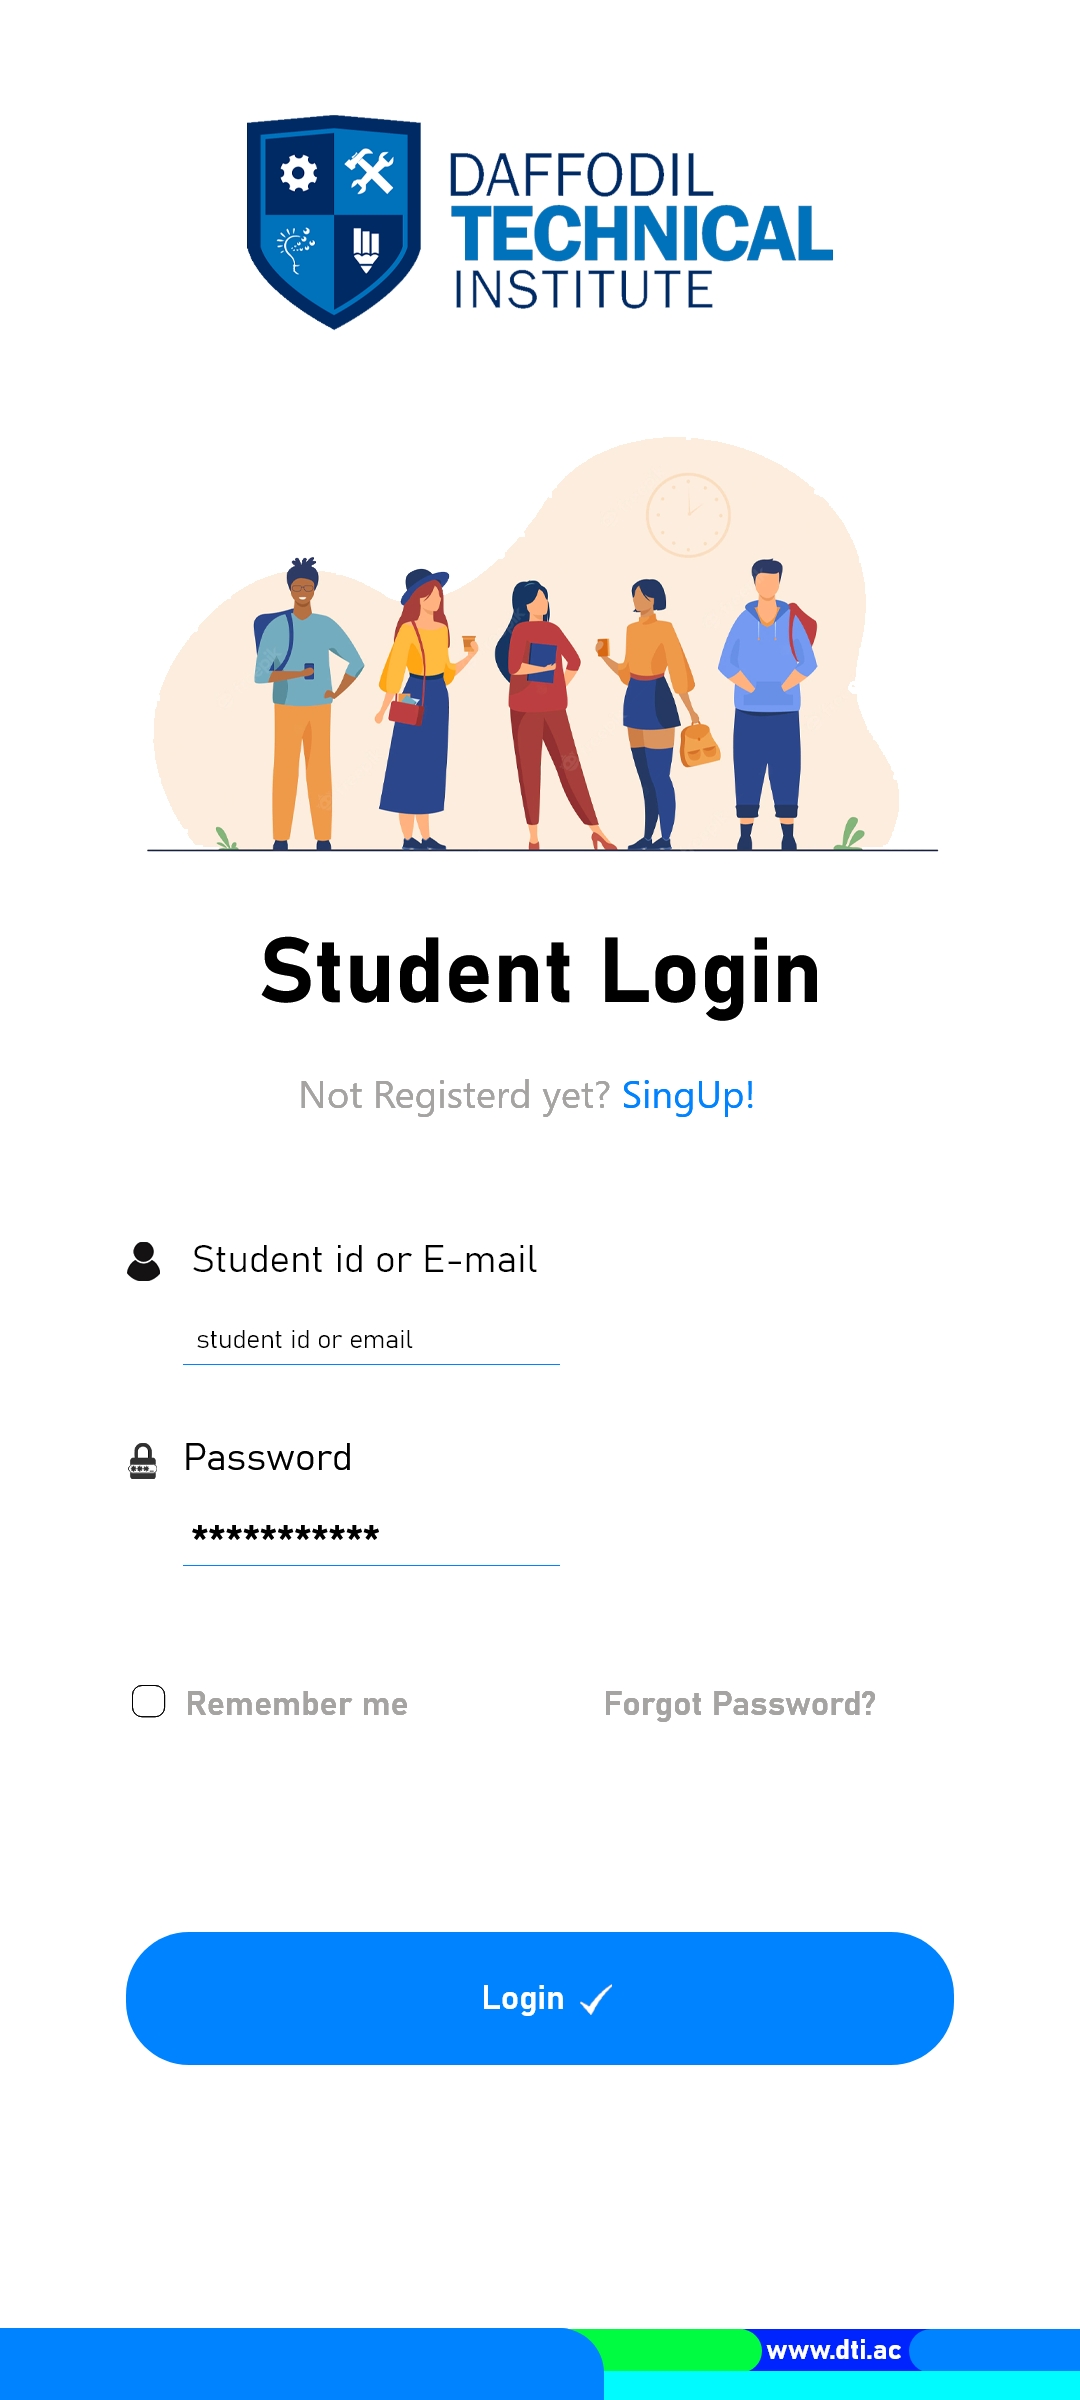 DAFFODIL
TECHNICAL
INSTITUTE
Student Login
Not Registerd yet? SingUp!
Student id or E-mail
student id or email
Password
***********
Remember me
Forgot Password?
Login
www.dti.ac